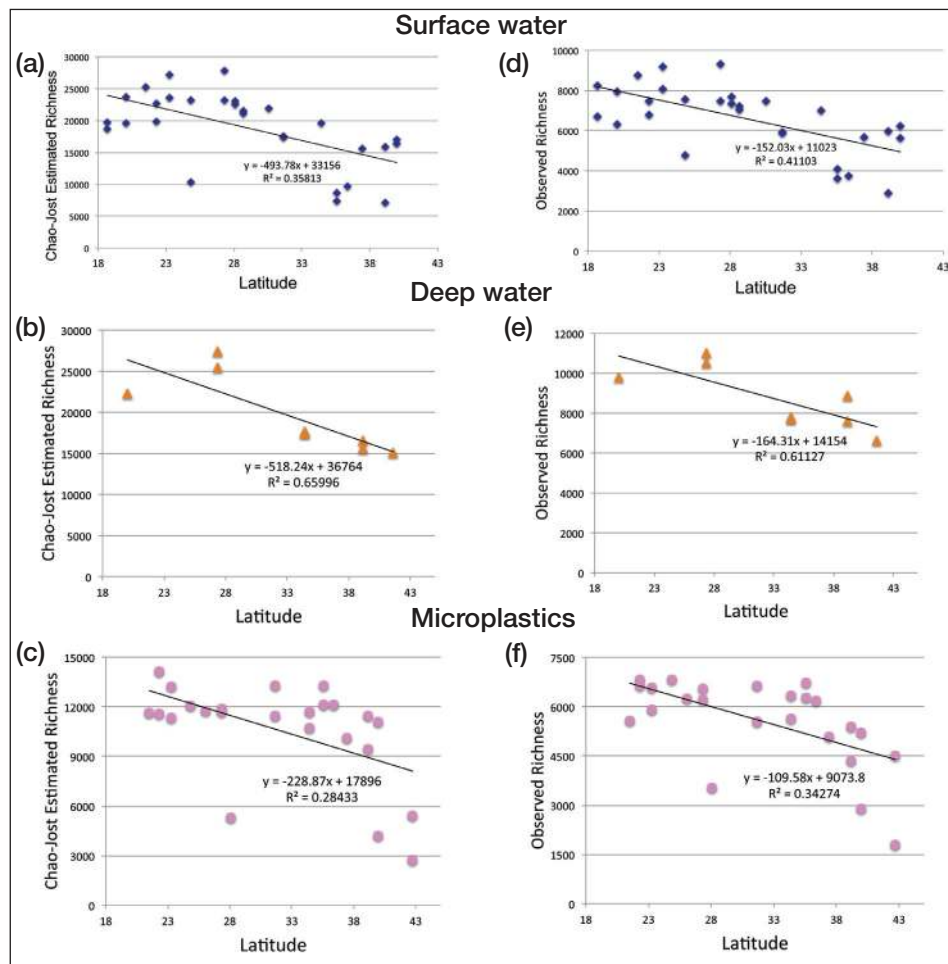 Surface water
(a)
Chao-Jost Estimated Richness
30000
25000
20000
15000
10000
5000
0
18 23 28 33 38 43
Latitude
y = -493.78x + 33156
R² = 0.35813
(d)
Observed Richness
10000
8000
6000
4000
2000
0
18 23 28 33 38 43
Latitude
y = -152.03x + 11023
R² = 0.41103
Deep water
(b)
Chao-Jost Estimated Richness
30000
25000
20000
15000
10000
5000
0
18 23 28 33 38 43
Latitude
y = -518.24x + 36764
R² = 0.65996
(e)
Observed Richness
12000
10000
8000
6000
4000
2000
0
18 23 28 33 38 43
Latitude
y = -164.31x + 14154
R² = 0.61127
Microplastics
(c)
Chao-Jost Estimated Richness
15000
12000
9000
6000
3000
0
18 23 28 33 38 43
Latitude
y = -228.87x + 17896
R² = 0.28433
(f)
Observed Richness
7500
6000
4500
3000
1500
0
18 23 28 33 38 43
Latitude
y = -109.58x + 9073.8
R² = 0.34274